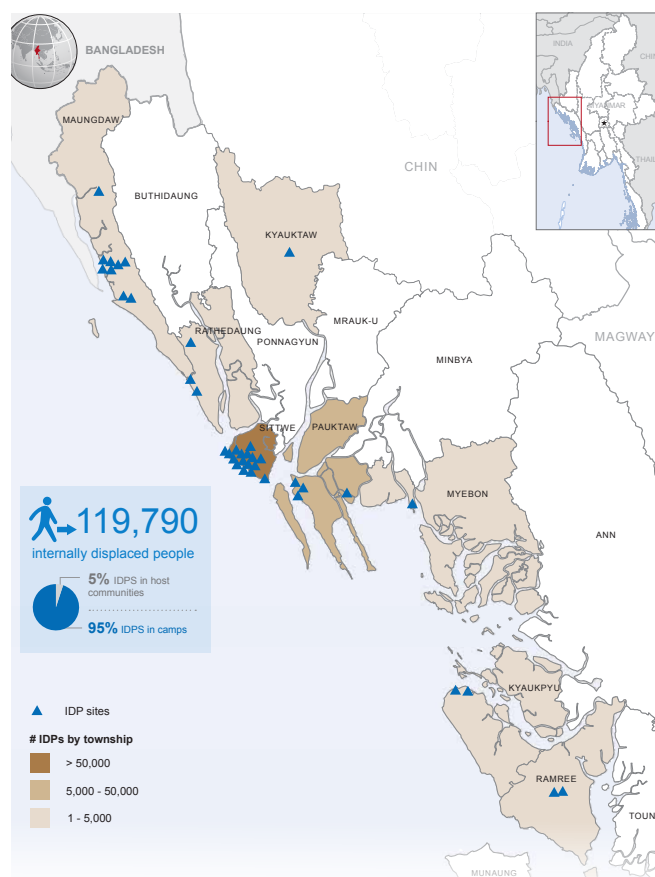 BANGLADESH
INDIA
CHIN
MYANMAR
THAIL
MAUNGDAW
BUTHIDAUNG
CHIN
KYAUKTAW
MRAUK-U
RATHEDAUNG
PONNAGYUN
MAGWAY
MINBYA
SITTWE
PAUKTAW
MYEBON
ANN
119,790
internally displaced people
5% IDPS in host
communities
95% IDPS in camps
KYAUKPYU
IDP sites
# IDPs by township
> 50,000
5,000 - 50,000
1 - 5,000
RAMREE
TOUN
MUNAUNG